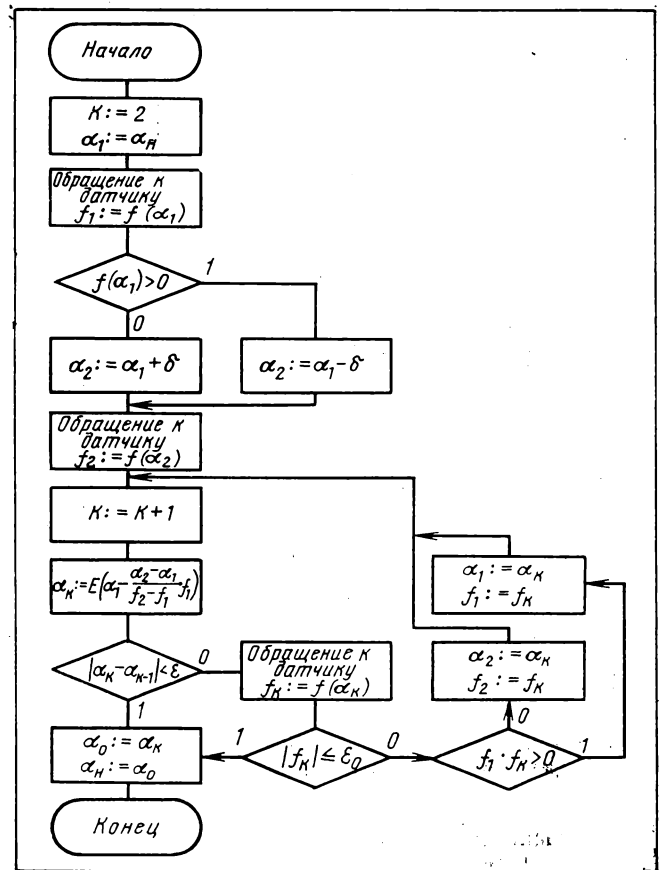 Начало
К:= 2
α₁:= αн
Обращение к
датчику
f₁:= f (α₁)
f(α₁)>0
1
0
α₂:= α₁+δ
α₂:= α₁-δ
Обращение к
датчику
f₂:= f(α₂)
К:= К+1
αк:=E(α₁- α₂-α₁/f₂-f₁ ·f₁)
α₁:= αк
f₁:= fк
|αк-αк-1|<ε
0
1
Обращение к
датчику
fк:= f(αк)
α₂:= αк
f₂:= fк
0
α₀:= αк
αн:= α₀
1
|fк|≤ε₀
0
f₁·fк>0
1
Конец